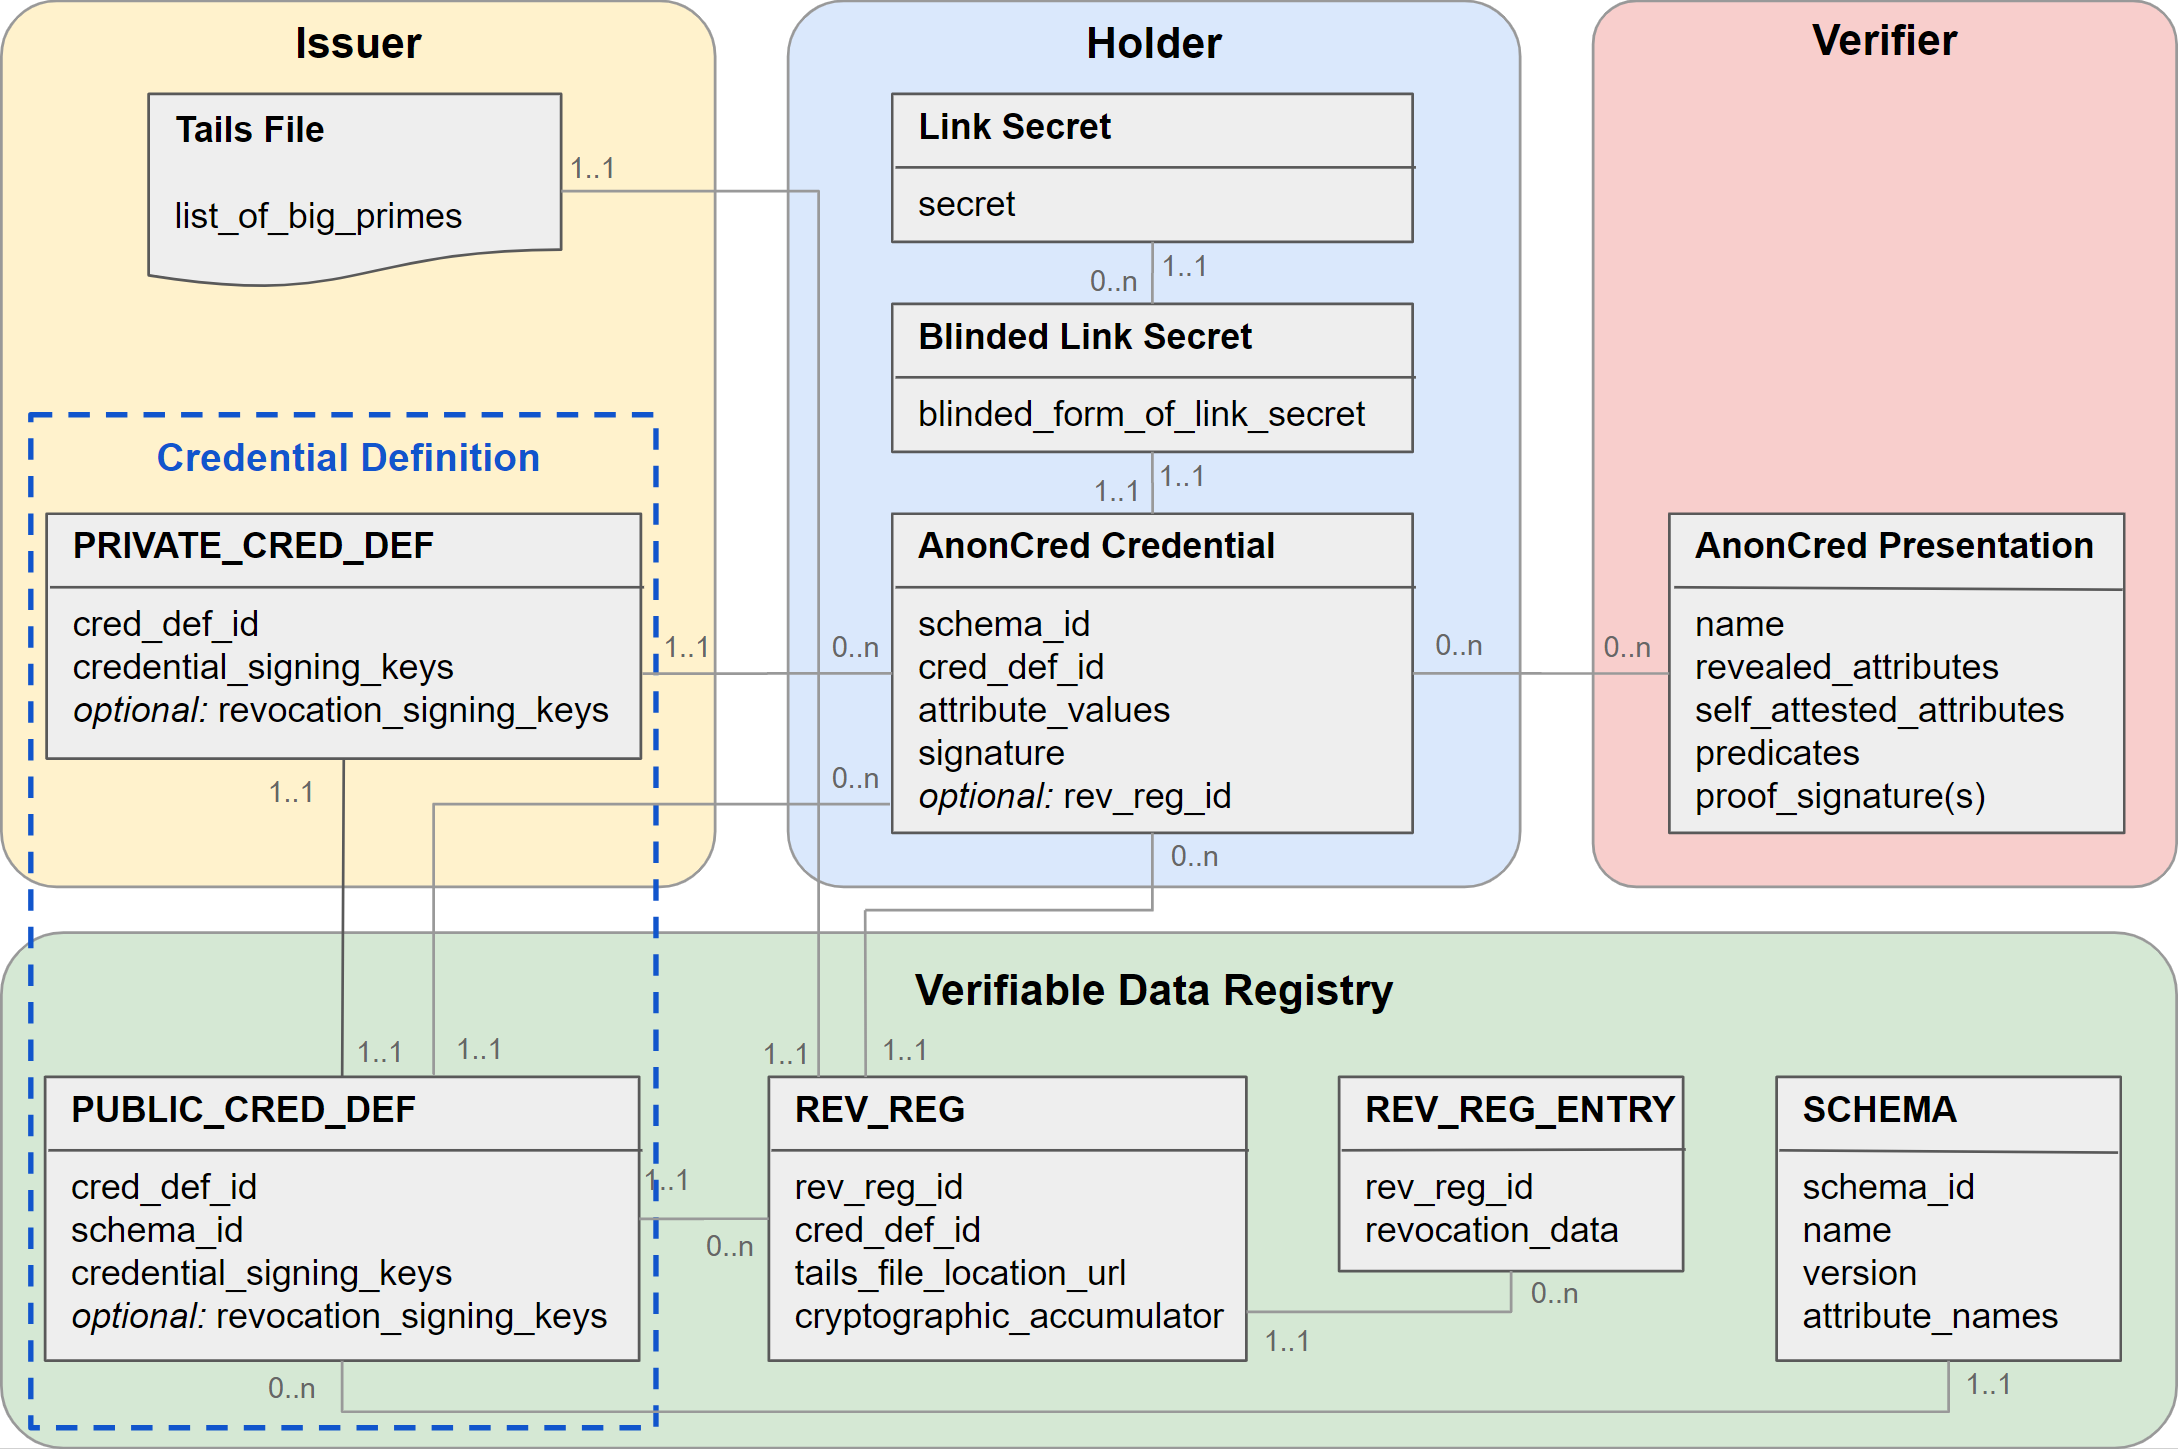 Issuer
Tails File
list_of_big_primes
1..1
Credential Definition
PRIVATE_CRED_DEF
cred_def_id
credential_signing_keys
optional: revocation_signing_keys
1..1
1..1
Holder
Link Secret
secret
1..1
0..n
Blinded Link Secret
blinded_form_of_link_secret
1..1
1..1
AnonCred Credential
schema_id
cred_def_id
attribute_values
signature
optional: rev_reg_id
0..n
0..n
0..n
0..n
Verifier
AnonCred Presentation
name
revealed_attributes
self_attested_attributes
predicates
proof_signature(s)
0..n
Verifiable Data Registry
1..1
1..1
1..1
1..1
PUBLIC_CRED_DEF
cred_def_id
schema_id
credential_signing_keys
optional: revocation_signing_keys
1..1
0..n
0..n
REV_REG
rev_reg_id
cred_def_id
tails_file_location_url
cryptographic_accumulator
1..1
REV_REG_ENTRY
rev_reg_id
revocation_data
0..n
SCHEMA
schema_id
name
version
attribute_names
1..1